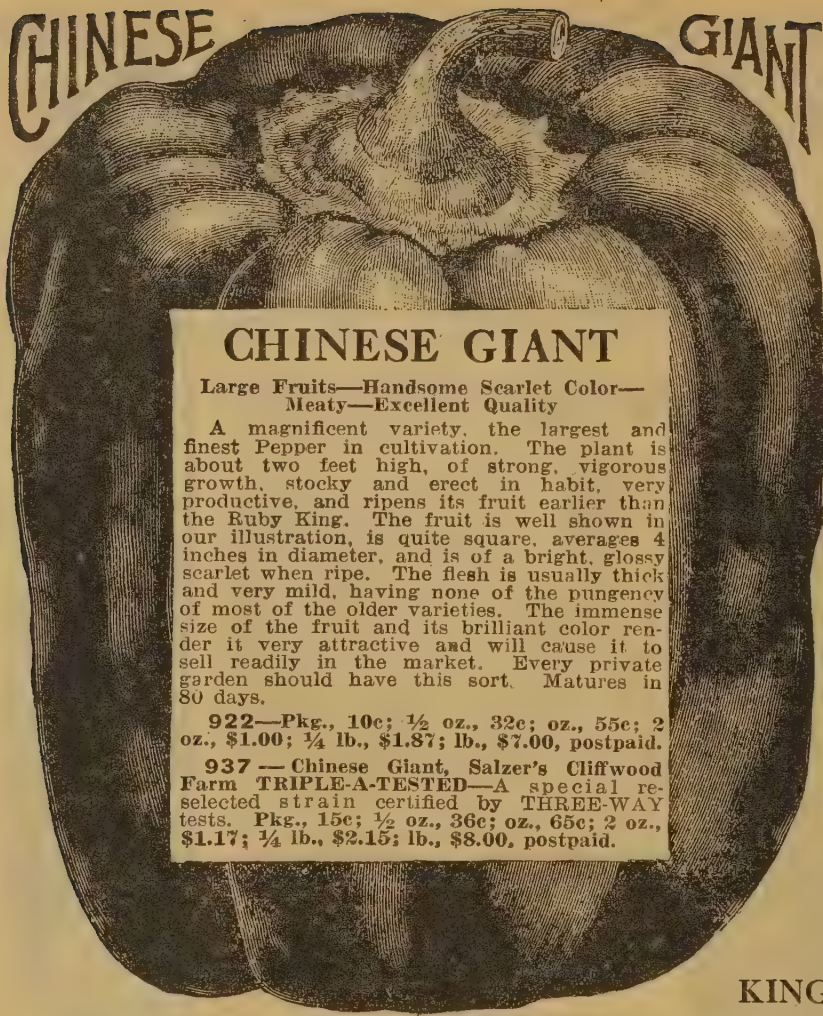 CHINESE GIANT
CHINESE GIANT
Large Fruits—Handsome Scarlet Color—
Meaty—Excellent Quality
A magnificent variety, the largest and
finest Pepper in cultivation. The plant is
about two feet high, of strong, vigorous
growth, stocky and erect in habit, very
productive, and ripens its fruit earlier than
the Ruby King. The fruit is well shown in
our illustration, is quite square, averages 4
inches in diameter, and is of a bright, glossy
scarlet when ripe. The flesh is usually thick
and very mild, having none of the pungency
of most of the older varieties. The immense
size of the fruit and its brilliant color ren-
der it very attractive and will cause it to
sell readily in the market. Every private
garden should have this sort. Matures in
80 days.
922—Pkg., 10c; ½ oz., 32c; oz., 55c; 2
oz., $1.00; ¼ lb., $1.87; lb., $7.00, postpaid.
937 — Chinese Giant, Salzer's Cliffwood
Farm TRIPLE-A-TESTED—A special re-
selected strain certified by THREE-WAY
tests. Pkg., 15c; ½ oz., 36c; oz., 65c; 2 oz.,
$1.17; ¼ lb., $2.15; lb., $8.00, postpaid.
KING